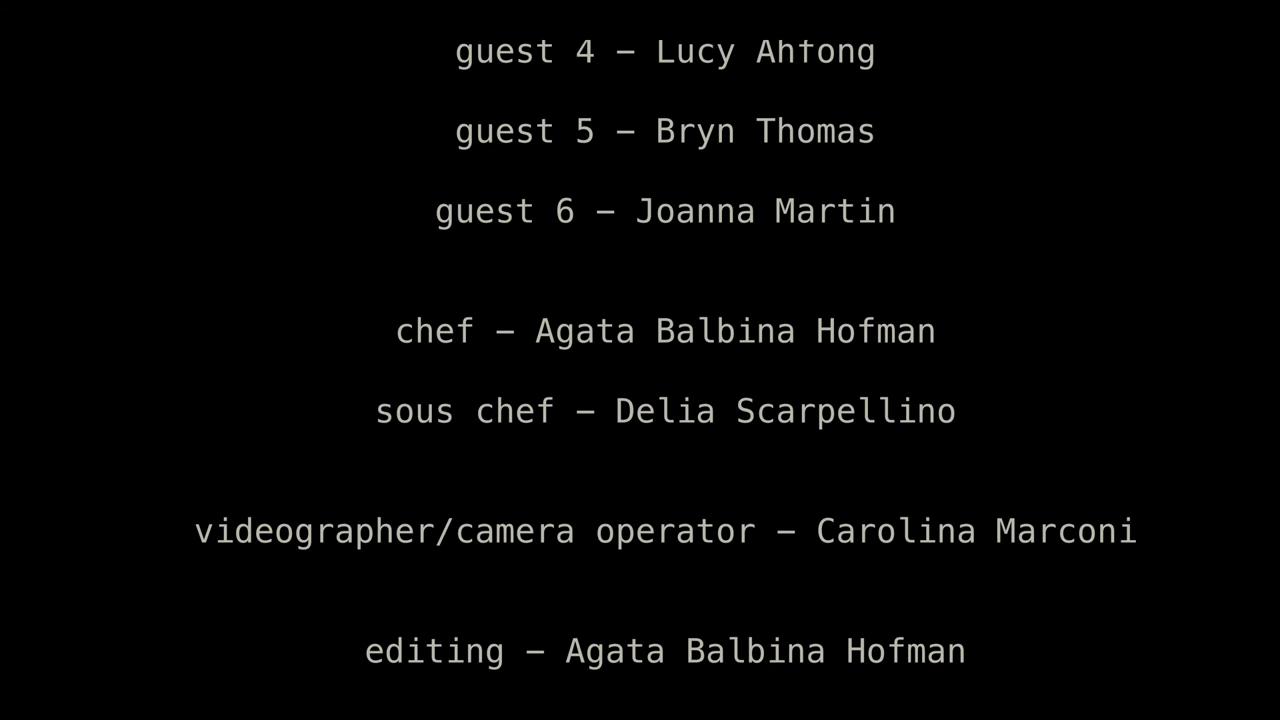 guest 4 – Lucy Ahfong
guest 5 – Bryn Thomas
guest 6 – Joanna Martin
chef – Agata Balbina Hofman
sous chef – Delia Scarpellino
videographer/camera operator – Carolina Marconi
editing – Agata Balbina Hofman